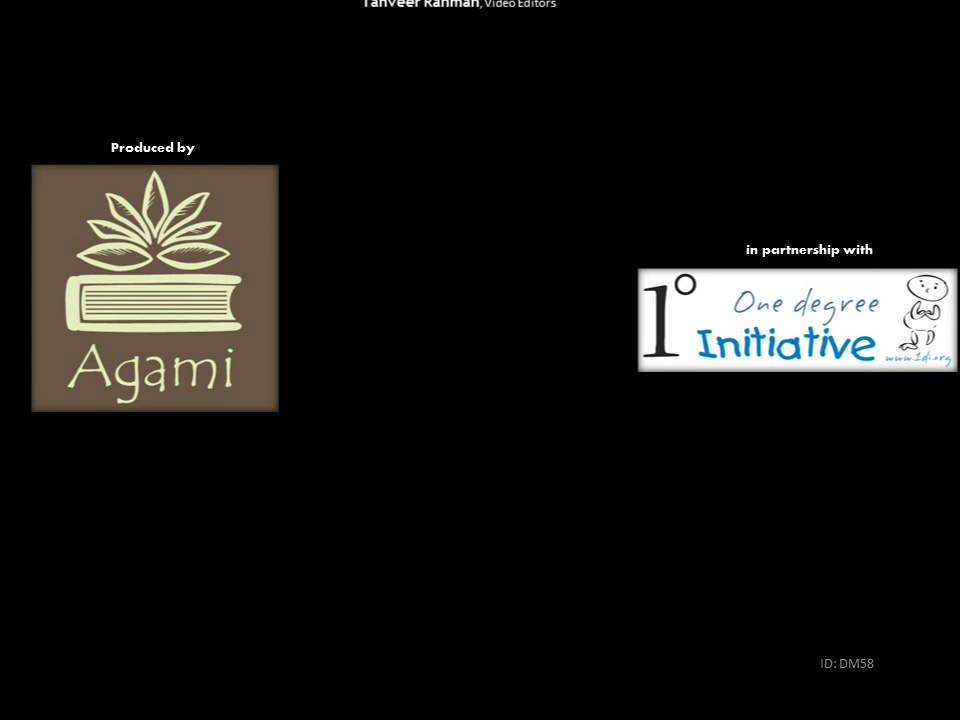 Tanveer Rahman, Video Editors
Produced by
Agami
in partnership with
1° One degree
Initiative
www.1di.org
ID: DM58